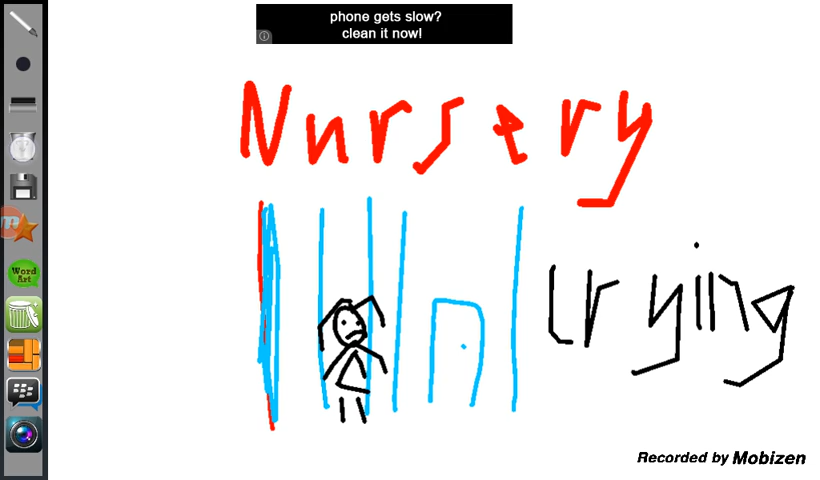 phone gets slow?
clean it now!
Nursery
crying
Word
Art
Recorded by Mobizen